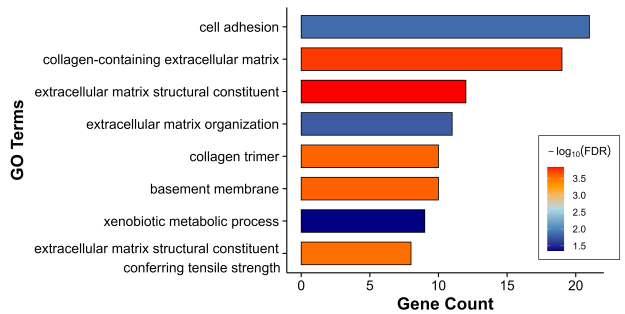 GO Terms
cell adhesion
collagen-containing extracellular matrix
extracellular matrix structural constituent
extracellular matrix organization
collagen trimer
basement membrane
xenobiotic metabolic process
extracellular matrix structural constituent
conferring tensile strength
0 5 10 15 20
Gene Count
−log₁₀(FDR)
3.5
3.0
2.5
2.0
1.5